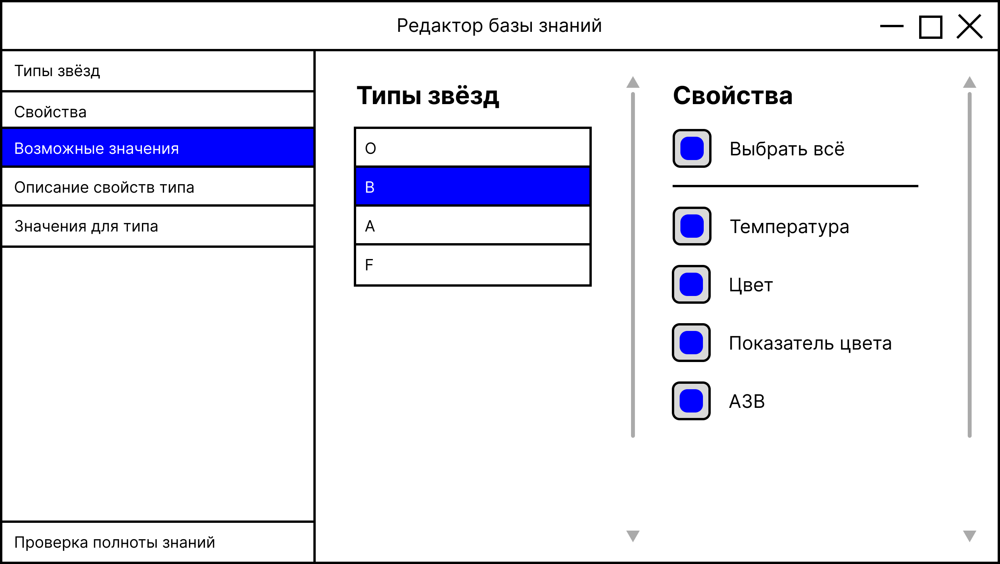 Редактор базы знаний
Типы звёзд
Свойства
Возможные значения
Описание свойств типа
Значения для типа
Проверка полноты знаний
Типы звёзд
O
B
A
F
Свойства
Выбрать всё
Температура
Цвет
Показатель цвета
АЗВ